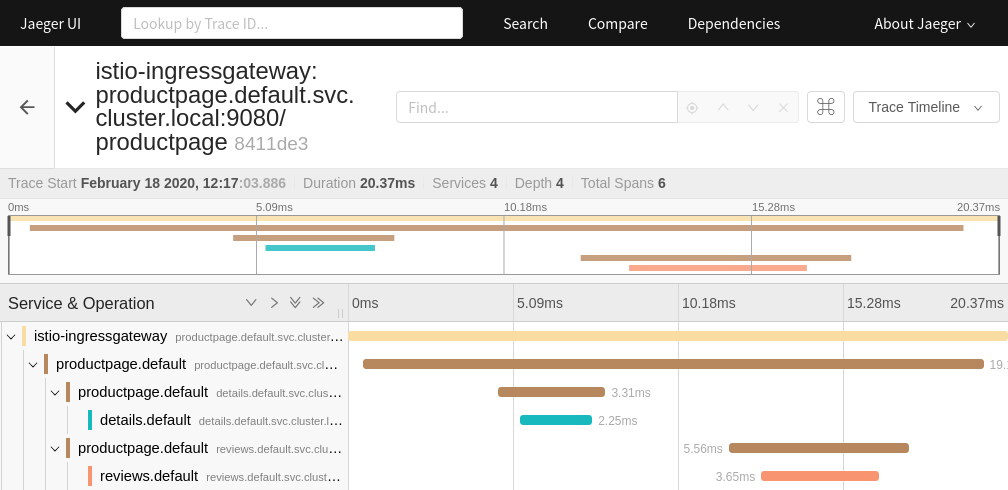 Jaeger UI Lookup by Trace ID... Search Compare Dependencies About Jaeger
istio-ingressgateway:
productpage.default.svc.
cluster.local:9080/
productpage 8411de3
Find... Trace Timeline
Trace Start February 18 2020, 12:17:03.886 Duration 20.37ms Services 4 Depth 4 Total Spans 6
0ms 5.09ms 10.18ms 15.28ms 20.37ms
Service & Operation 0ms 5.09ms 10.18ms 15.28ms 20.37ms
istio-ingressgateway productpage.default.svc.cluster...
productpage.default productpage.default.svc.cl... 19.
productpage.default details.default.svc.clus... 3.31ms
details.default details.default.svc.cluster.l... 2.25ms
productpage.default reviews.default.svc.clu... 5.56ms
reviews.default reviews.default.svc.clust... 3.65ms